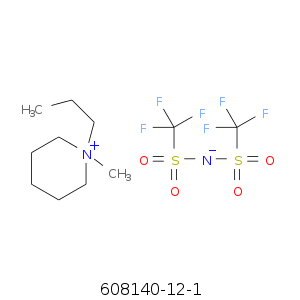 H3C
F F
F F F F
N+
CH3
O S N− S O
O O
608140-12-1